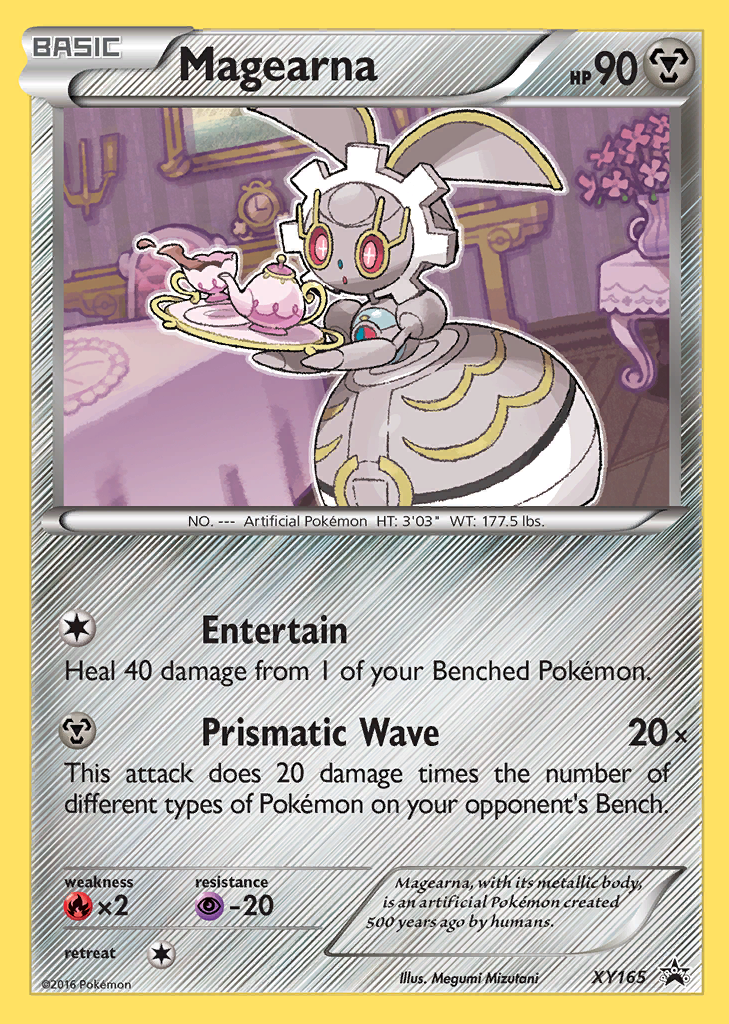 BASIC
Magearna
HP 90
NO. --- Artificial Pokémon HT: 3'03" WT: 177.5 lbs.
Entertain
Heal 40 damage from 1 of your Benched Pokémon.
Prismatic Wave 20×
This attack does 20 damage times the number of
different types of Pokémon on your opponent's Bench.
weakness resistance
×2 -20
retreat
Magearna, with its metallic body,
is an artificial Pokémon created
500 years ago by humans.
©2016 Pokémon
Illus. Megumi Mizutani
XY165
PROMO